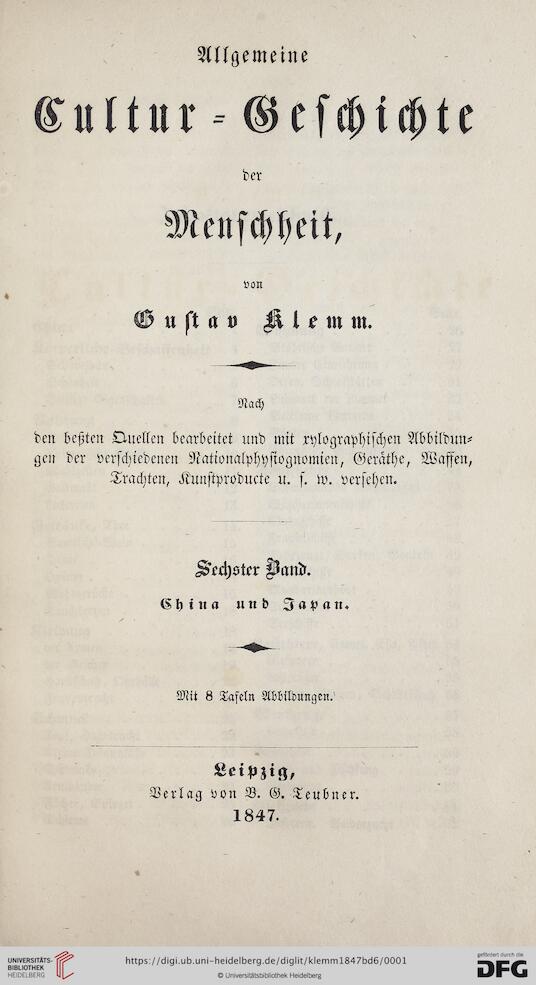 Allgemeine
Cultur-Geschichte
der
Menschheit,
von
Gustav Klemm.
Nach
den beßten Quellen bearbeitet und mit xylographischen Abbildun-
gen der verschiedenen Nationalphysiognomien, Geräthe, Waffen,
Trachten, Kunstproducte u. s. w. versehen.
Sechster Band.
China und Japan.
Mit 8 Tafeln Abbildungen.
Leipzig,
Verlag von B. G. Teubner.
1847.
UNIVERSITÄTS-
BIBLIOTHEK
HEIDELBERG
https://digi.ub.uni-heidelberg.de/diglit/klemm1847bd6/0001
© Universitätsbibliothek Heidelberg
gefördert durch die
DFG